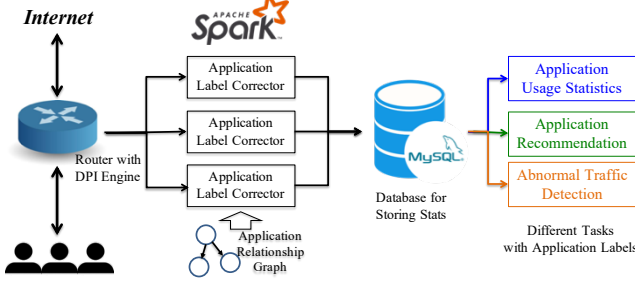 Internet
APACHE
Spark™
Router with
DPI Engine
Application
Label Corrector
Application
Label Corrector
Application
Label Corrector
Application
Relationship
Graph
MySQL
Database for
Storing Stats
Application
Usage Statistics
Application
Recommendation
Abnormal Traffic
Detection
Different Tasks
with Application Labels